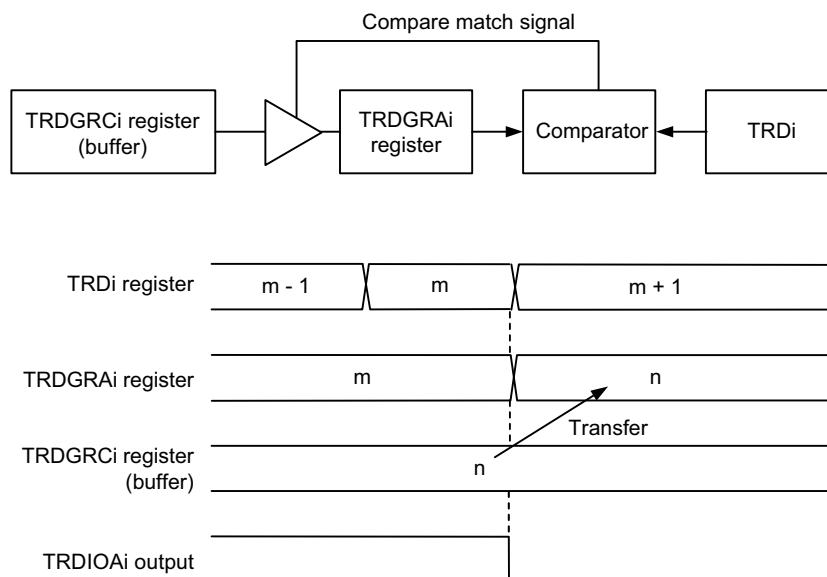 Compare match signal
TRDGRCi register
(buffer)
TRDGRAi
register
Comparator
TRDi
TRDi register
m - 1
m
m + 1
TRDGRAi register
m
n
Transfer
TRDGRCi register
(buffer)
n
TRDIOAi output